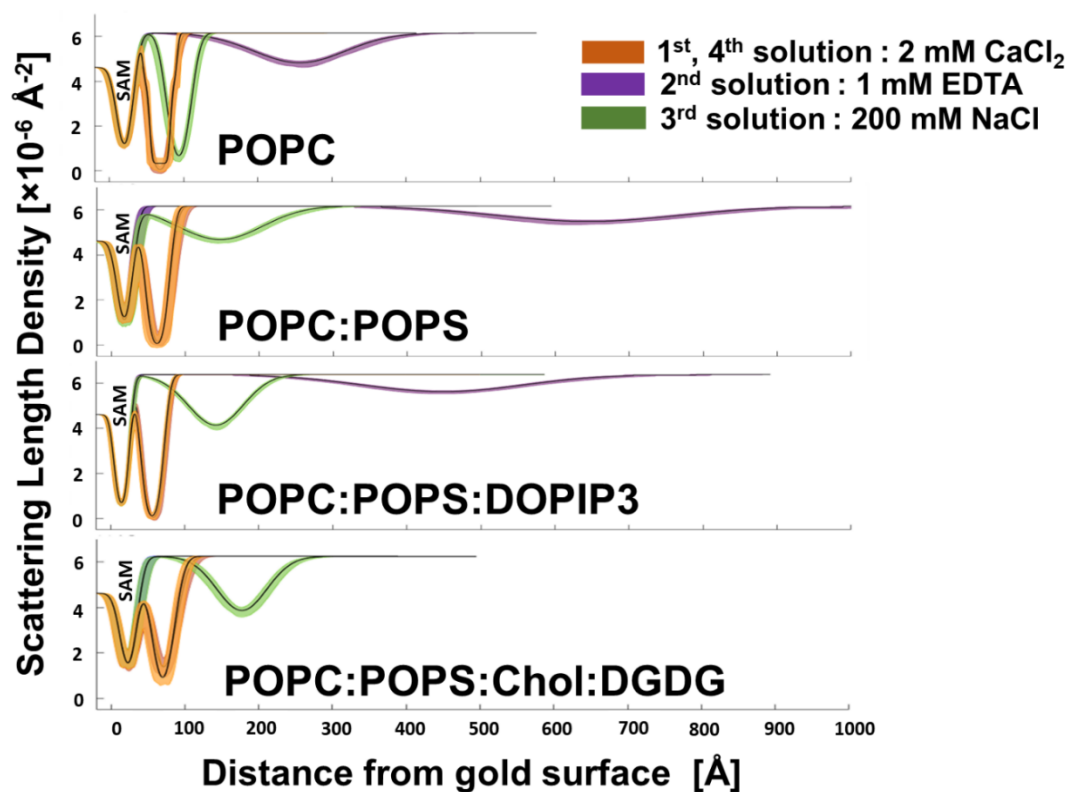 Scattering Length Density [×10⁻⁶ Å⁻²]
1st, 4th solution : 2 mM CaCl₂
2nd solution : 1 mM EDTA
3rd solution : 200 mM NaCl
6
4
2
0
SAM
POPC
6
4
2
0
SAM
POPC:POPS
6
4
2
0
SAM
POPC:POPS:DOPIP3
6
4
2
0
SAM
POPC:POPS:Chol:DGDG
0 100 200 300 400 500 600 700 800 900 1000
Distance from gold surface [Å]